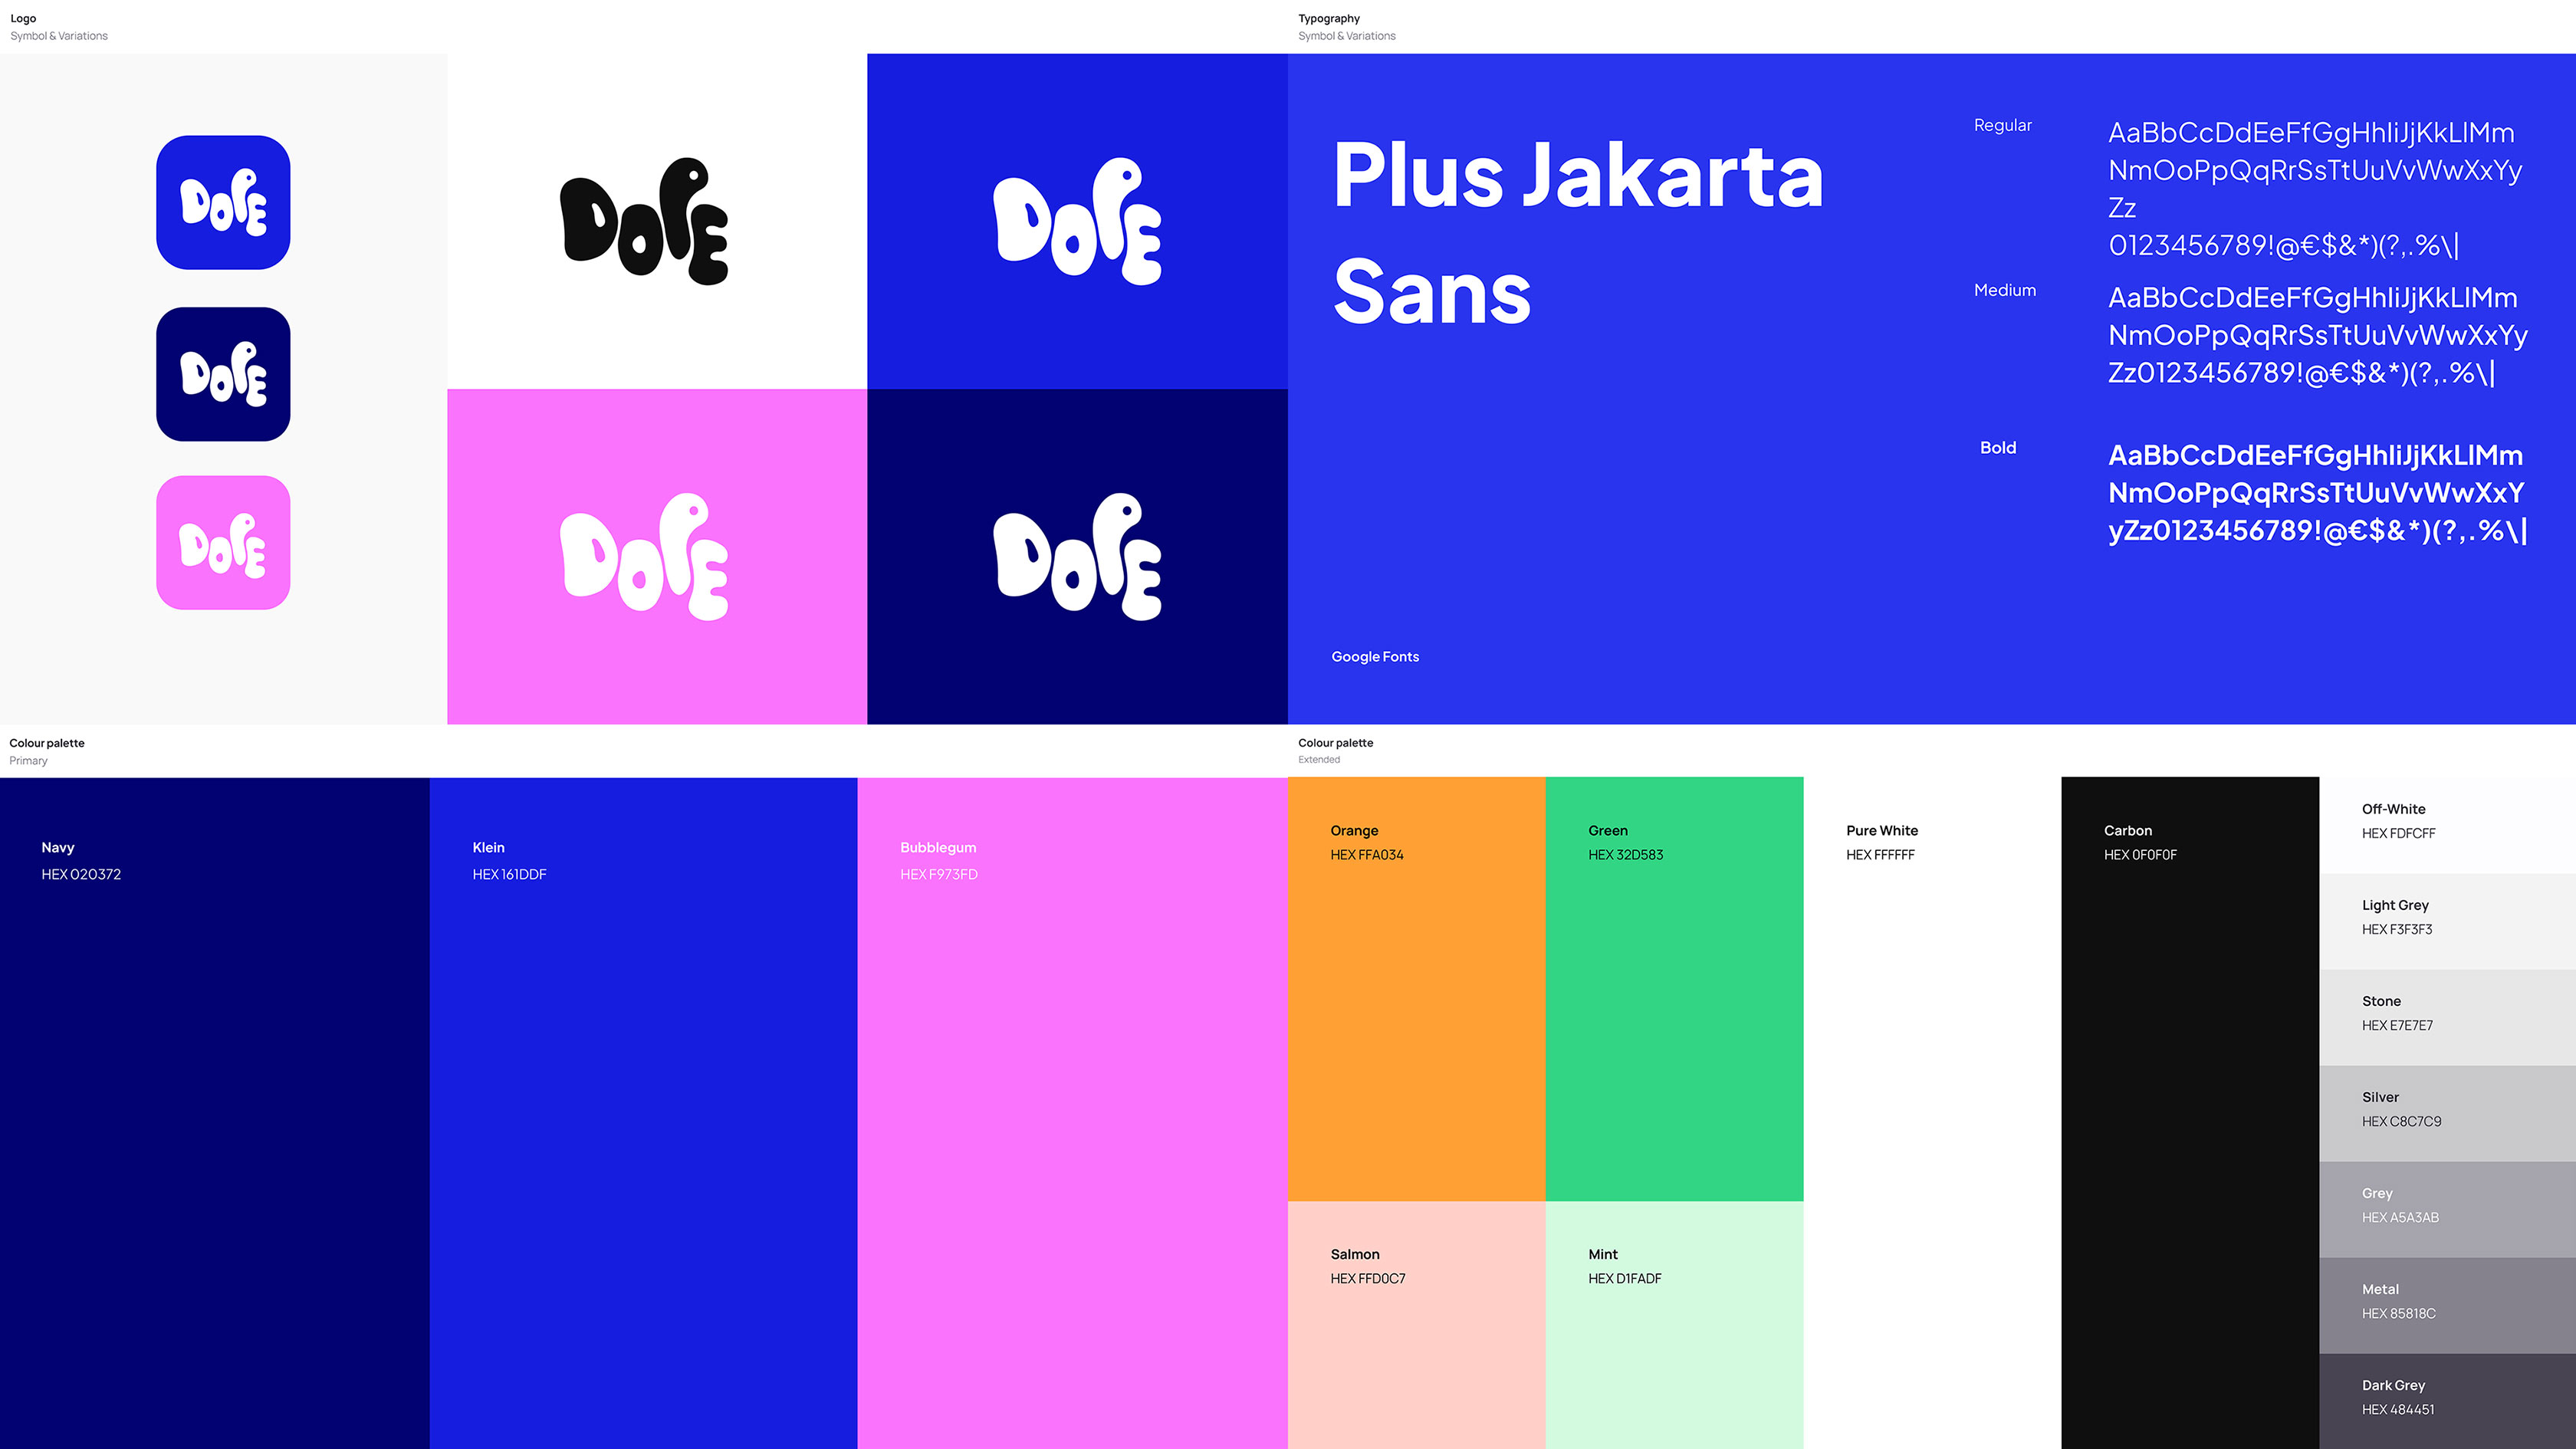 Logo
Symbol & Variations
DOPE
DOPE
DOPE
DOPE
DOPE
DOPE
DOPE
Typography
Symbol & Variations
Plus Jakarta
Sans
Google Fonts
Regular
AaBbCcDdEeFfGgHhIiJjKkLlMm
NmOoPpQqRrSsTtUuVvWwXxYy
Zz
0123456789!@€$&*)(?,.%\|
Medium
AaBbCcDdEeFfGgHhIiJjKkLlMm
NmOoPpQqRrSsTtUuVvWwXxYy
Zz0123456789!@€$&*)(?,.%\|
Bold
AaBbCcDdEeFfGgHhIiJjKkLlMm
NmOoPpQqRrSsTtUuVvWwXxY
yZz0123456789!@€$&*)(?,.%\|
Colour palette
Primary
Navy
HEX 020372
Klein
HEX 161DDF
Bubblegum
HEX F973FD
Colour palette
Extended
Orange
HEX FFA034
Green
HEX 32D583
Salmon
HEX FFD0C7
Mint
HEX D1FADF
Pure White
HEX FFFFFF
Carbon
HEX 0F0F0F
Off-White
HEX FDFCFF
Light Grey
HEX F3F3F3
Stone
HEX E7E7E7
Silver
HEX C8C7C9
Grey
HEX A5A3AB
Metal
HEX 85818C
Dark Grey
HEX 484451